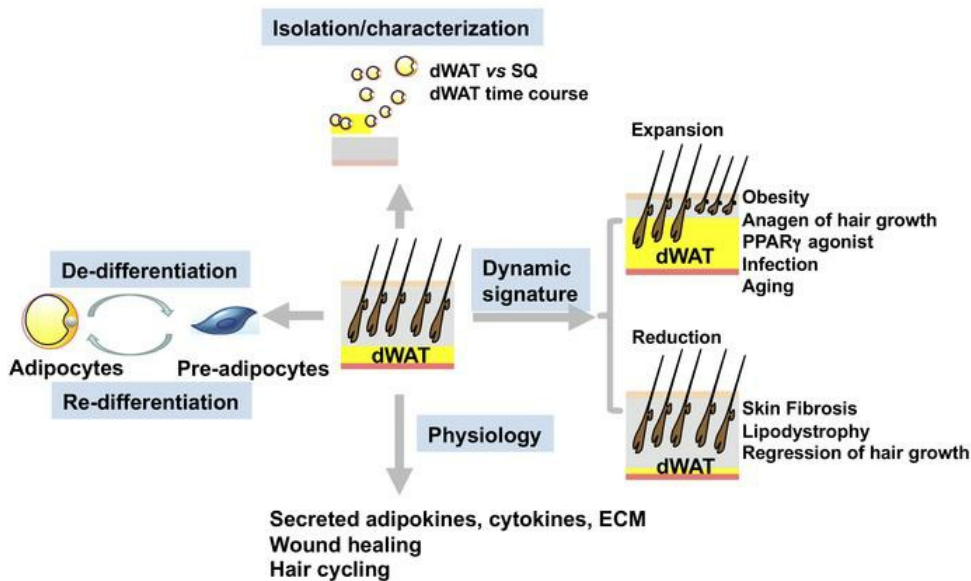 Isolation/characterization
dWAT vs SQ
dWAT time course
Expansion
Obesity
Anagen of hair growth
PPARγ agonist
Infection
Aging
dWAT
De-differentiation
Adipocytes
Pre-adipocytes
Re-differentiation
dWAT
Dynamic
signature
Reduction
Skin Fibrosis
Lipodystrophy
Regression of hair growth
dWAT
Physiology
Secreted adipokines, cytokines, ECM
Wound healing
Hair cycling